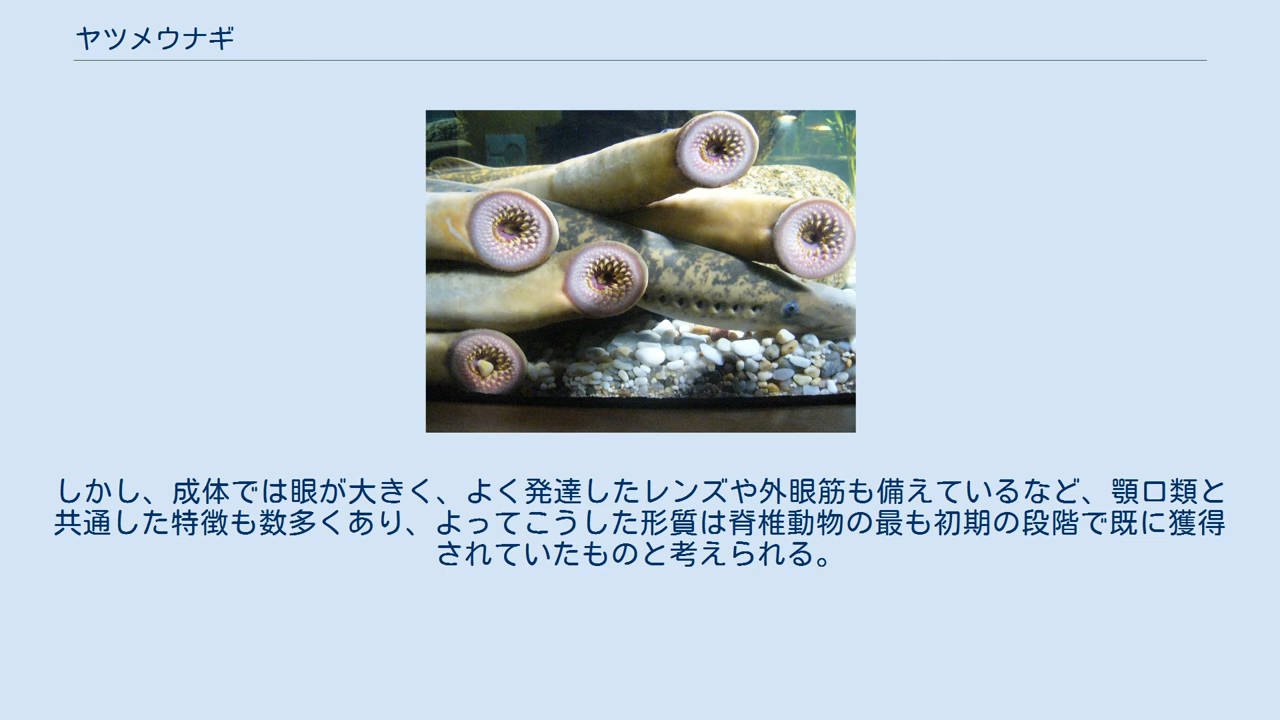 ヤツメウナギ
しかし、成体では眼が大きく、よく発達したレンズや外眼筋も備えているなど、顎口類と
共通した特徴も数多くあり、よってこうした形質は脊椎動物の最も初期の段階で既に獲得
されていたものと考えられる。